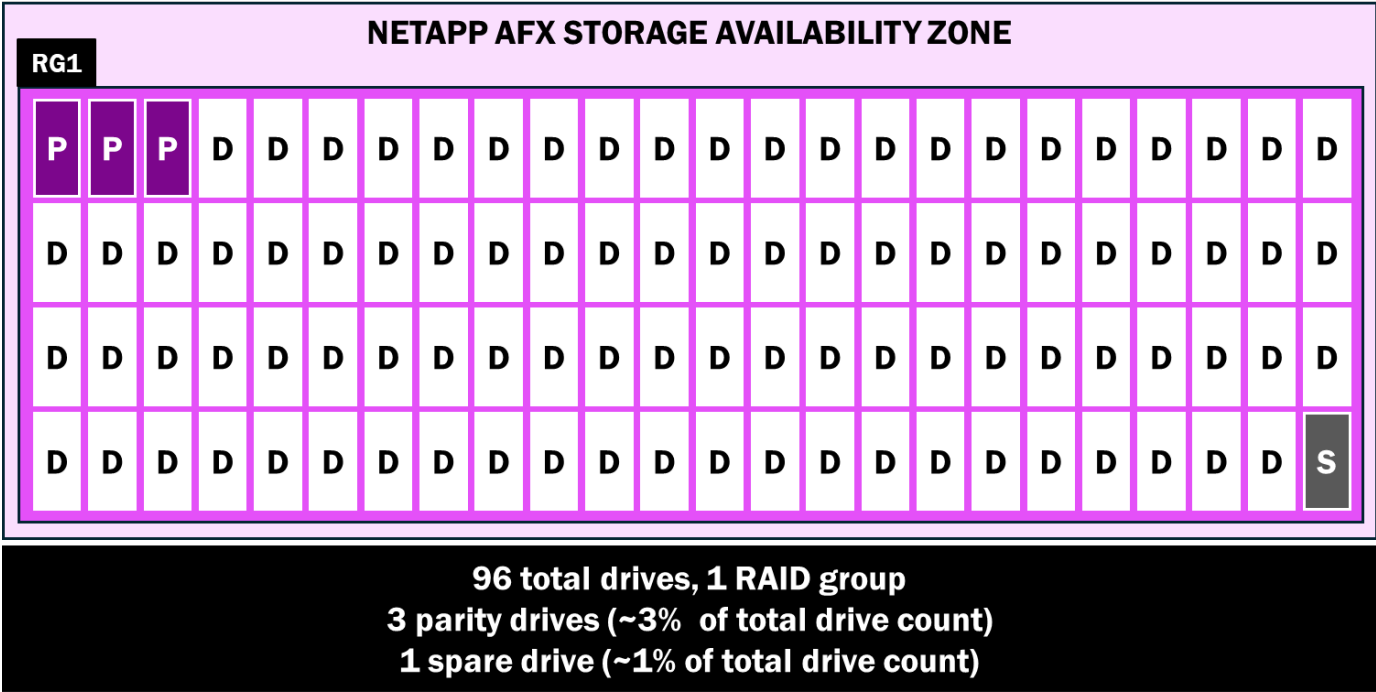 NETAPP AFX STORAGE AVAILABILITY ZONE
RG1
P P P D D D D D D D D D D D D D D D D D D D D D
D D D D D D D D D D D D D D D D D D D D D D D D
D D D D D D D D D D D D D D D D D D D D D D D D
D D D D D D D D D D D D D D D D D D D D D D D S
96 total drives, 1 RAID group
3 parity drives (~3% of total drive count)
1 spare drive (~1% of total drive count)